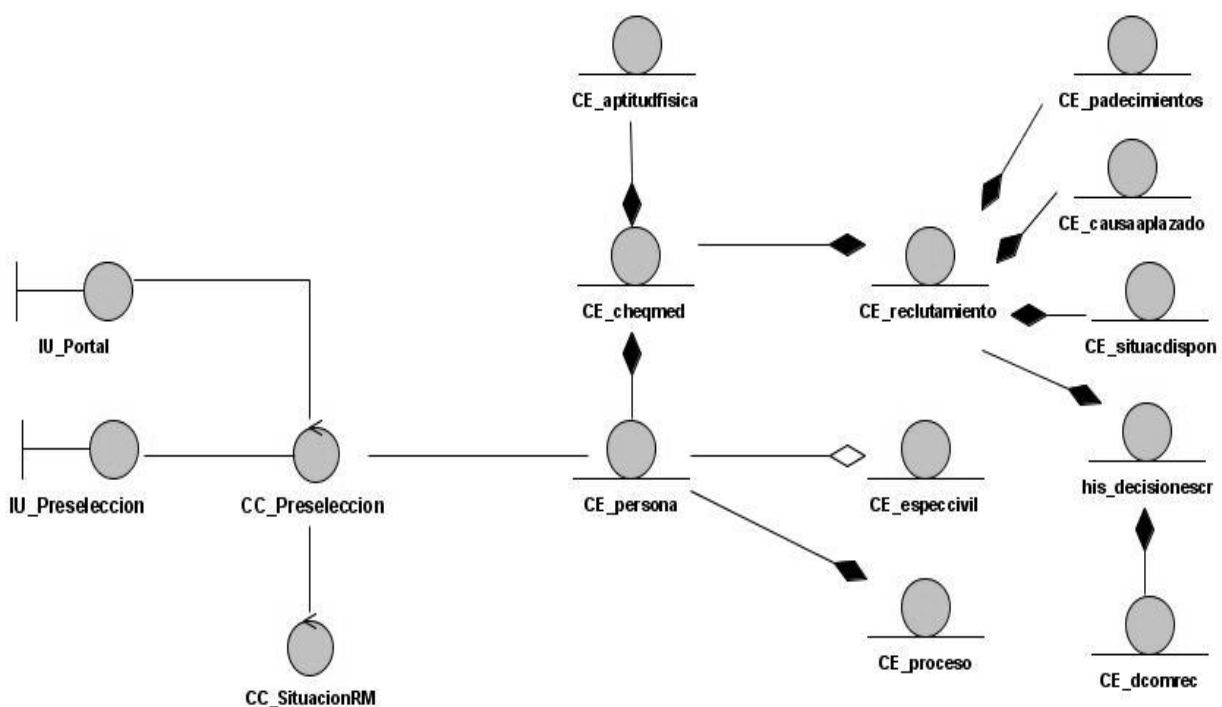 CE_aptitudfisica
CE_padecimientos
CE_causaaplazado
CE_cheqmed
CE_reclutamiento
CE_situacdispon
IU_Portal
IU_Preseleccion
CC_Preseleccion
CE_persona
CE_especcivil
his_decisionescr
CE_proceso
CE_dcomrec
CC_SituacionRM